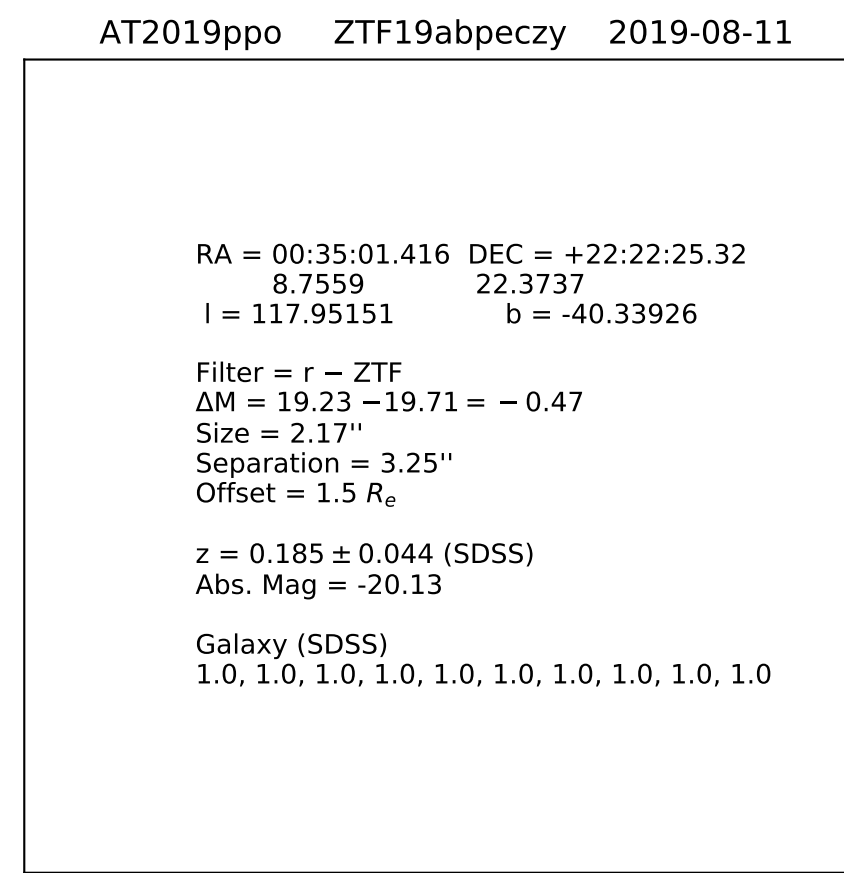 AT2019ppo ZTF19abpeczy 2019-08-11
RA = 00:35:01.416 DEC = +22:22:25.32
8.7559 22.3737
l = 117.95151 b = -40.33926
Filter = r − ZTF
ΔM = 19.23 −19.71 = − 0.47
Size = 2.17''
Separation = 3.25''
Offset = 1.5 Rₑ
z = 0.185 ± 0.044 (SDSS)
Abs. Mag = -20.13
Galaxy (SDSS)
1.0, 1.0, 1.0, 1.0, 1.0, 1.0, 1.0, 1.0, 1.0, 1.0